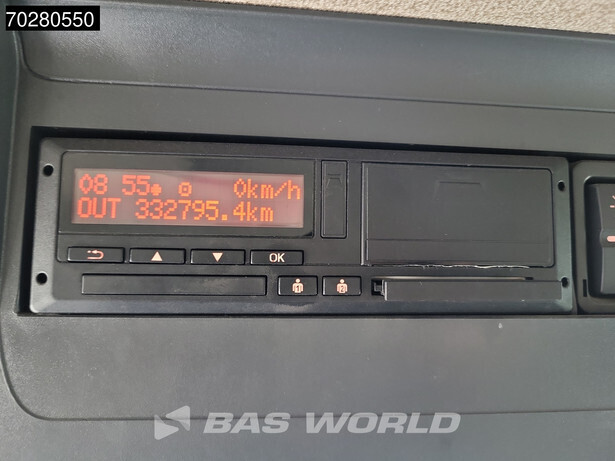 70280550
08 55 0km/h
OUT 332795.4km
OK
1 2
BAS WORLD